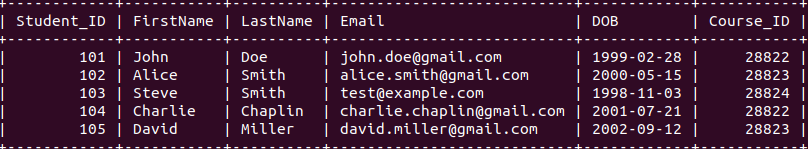 | Student_ID | FirstName | LastName | Email | DOB | Course_ID |
| 101 | John | Doe | john.doe@gmail.com | 1999-02-28 | 28822 |
| 102 | Alice | Smith | alice.smith@gmail.com | 2000-05-15 | 28823 |
| 103 | Steve | Smith | test@example.com | 1998-11-03 | 28824 |
| 104 | Charlie | Chaplin | charlie.chaplin@gmail.com | 2001-07-21 | 28822 |
| 105 | David | Miller | david.miller@gmail.com | 2002-09-12 | 28823 |